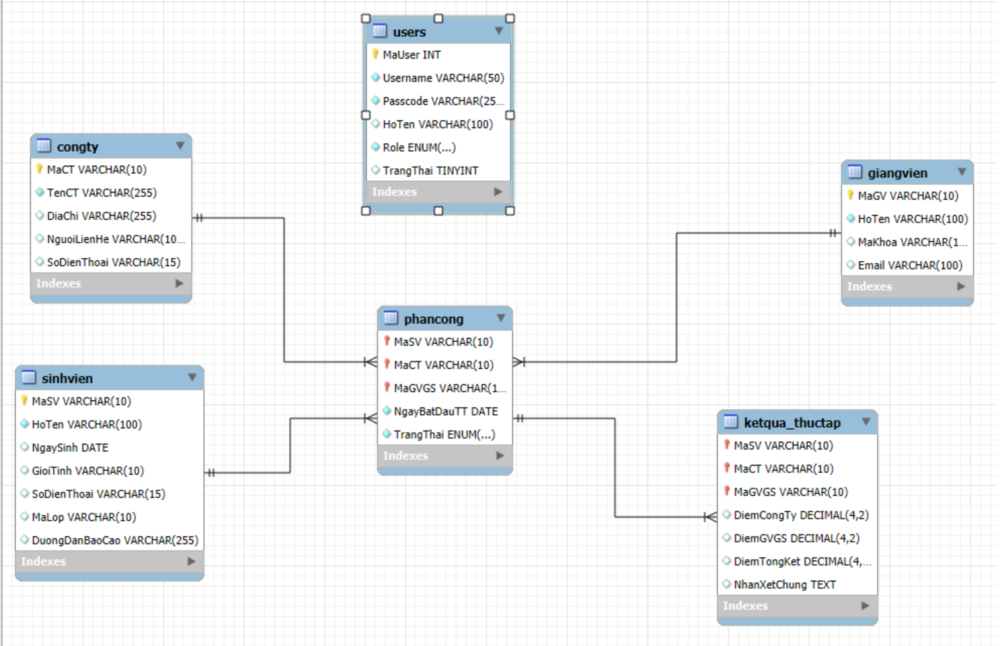 users
MaUser INT
Username VARCHAR(50)
Passcode VARCHAR(25...
HoTen VARCHAR(100)
Role ENUM(...)
TrangThai TINYINT
Indexes
congty
MaCT VARCHAR(10)
TenCT VARCHAR(255)
DiaChi VARCHAR(255)
NguoiLienHe VARCHAR(10...
SoDienThoai VARCHAR(15)
Indexes
giangvien
MaGV VARCHAR(10)
HoTen VARCHAR(100)
MaKhoa VARCHAR(1...
Email VARCHAR(100)
Indexes
phancong
MaSV VARCHAR(10)
MaCT VARCHAR(10)
MaGVGS VARCHAR(1...
NgayBatDauTT DATE
TrangThai ENUM(...)
Indexes
sinhvien
MaSV VARCHAR(10)
HoTen VARCHAR(100)
NgaySinh DATE
GioiTinh VARCHAR(10)
SoDienThoai VARCHAR(15)
MaLop VARCHAR(10)
DuongDanBaoCao VARCHAR(255)
Indexes
ketqua_thuctap
MaSV VARCHAR(10)
MaCT VARCHAR(10)
MaGVGS VARCHAR(10)
DiemCongTy DECIMAL(4,2)
DiemGVGS DECIMAL(4,2)
DiemTongKet DECIMAL(4,...
NhanXetChung TEXT
Indexes